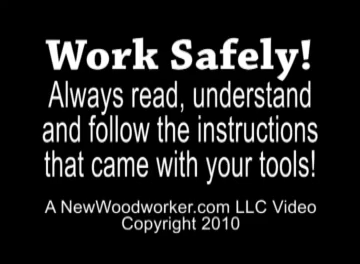 Work Safely!
Always read, understand
and follow the instructions
that came with your tools!
A NewWoodworker.com LLC Video
Copyright 2010